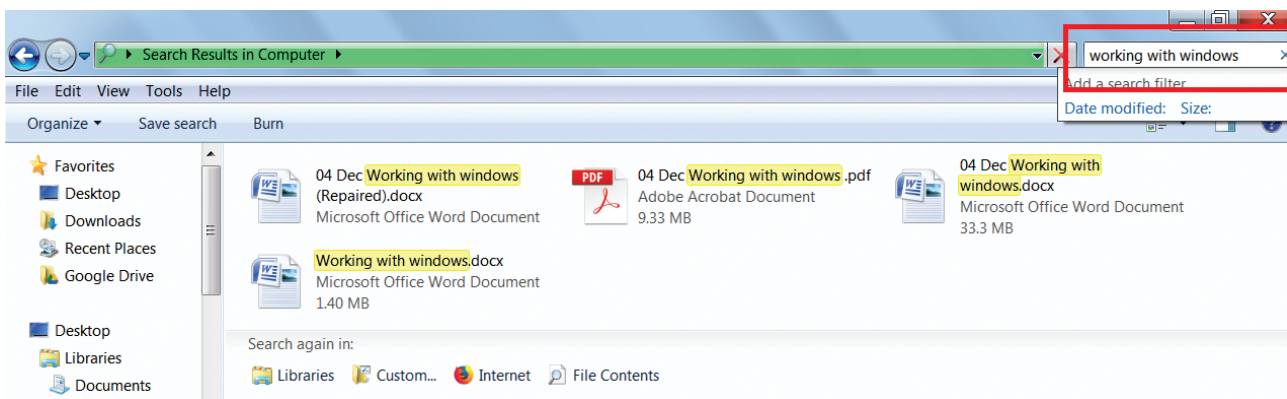 Search Results in Computer
working with windows
File Edit View Tools Help
Add a search filter
Date modified: Size:
Organize Save search Burn
Favorites
Desktop
Downloads
Recent Places
Google Drive
Desktop
Libraries
Documents
04 Dec Working with windows
(Repaired).docx
Microsoft Office Word Document
PDF
04 Dec Working with windows .pdf
Adobe Acrobat Document
9.33 MB
04 Dec Working with
windows.docx
Microsoft Office Word Document
33.3 MB
Working with windows.docx
Microsoft Office Word Document
1.40 MB
Search again in:
Libraries Custom... Internet File Contents